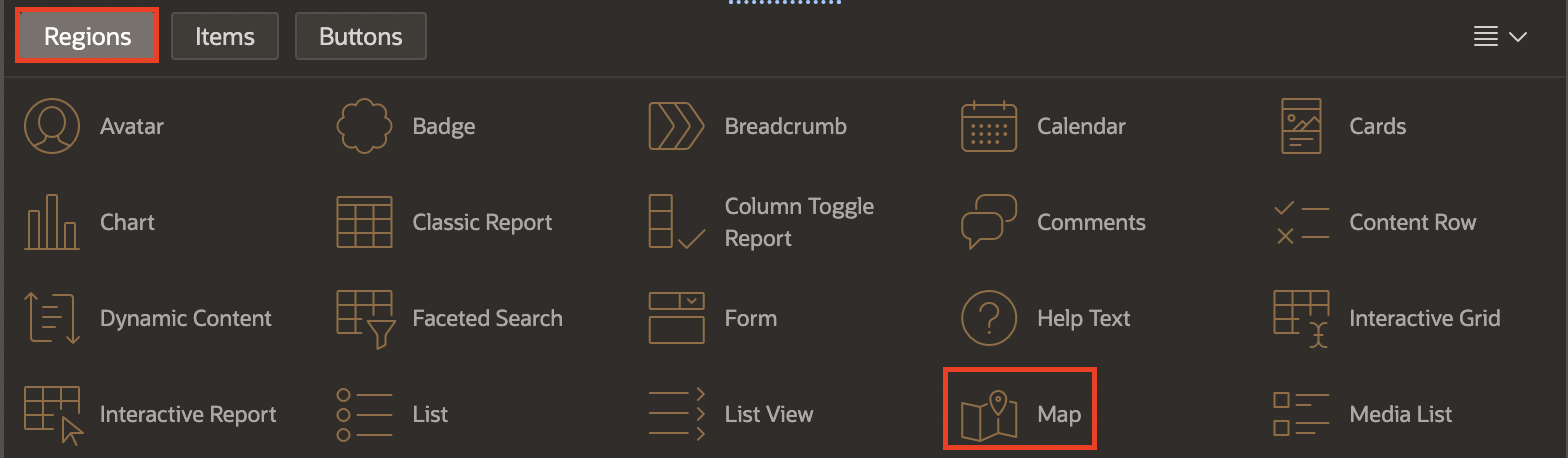 Regions Items Buttons
Avatar Badge Breadcrumb Calendar Cards
Chart Classic Report Column Toggle Report Comments Content Row
Dynamic Content Faceted Search Form Help Text Interactive Grid
Interactive Report List List View Map Media List